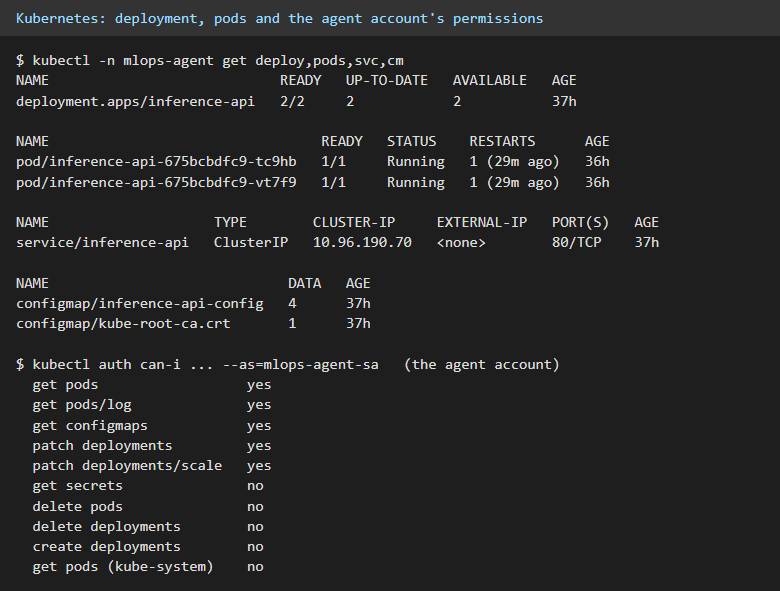 Kubernetes: deployment, pods and the agent account's permissions
$ kubectl -n mlops-agent get deploy,pods,svc,cm
NAME READY UP-TO-DATE AVAILABLE AGE
deployment.apps/inference-api 2/2 2 2 37h
NAME READY STATUS RESTARTS AGE
pod/inference-api-675bcbdfc9-tc9hb 1/1 Running 1 (29m ago) 36h
pod/inference-api-675bcbdfc9-vt7f9 1/1 Running 1 (29m ago) 36h
NAME TYPE CLUSTER-IP EXTERNAL-IP PORT(S) AGE
service/inference-api ClusterIP 10.96.190.70 <none> 80/TCP 37h
NAME DATA AGE
configmap/inference-api-config 4 37h
configmap/kube-root-ca.crt 1 37h
$ kubectl auth can-i ... --as=mlops-agent-sa (the agent account)
get pods yes
get pods/log yes
get configmaps yes
patch deployments yes
patch deployments/scale yes
get secrets no
delete pods no
delete deployments no
create deployments no
get pods (kube-system) no